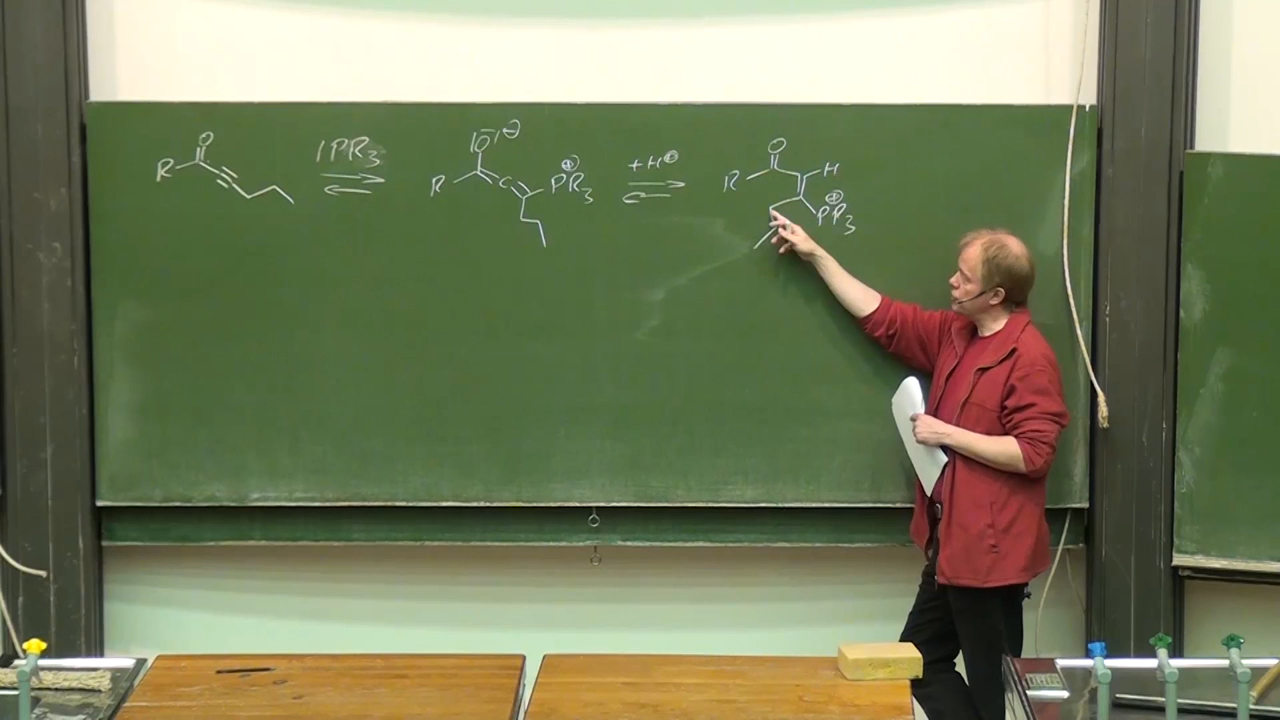 R O |PR₃ R |O̅|⊖ C ⊕ PR₃ +H⊕ R O H ⊕ PR₃